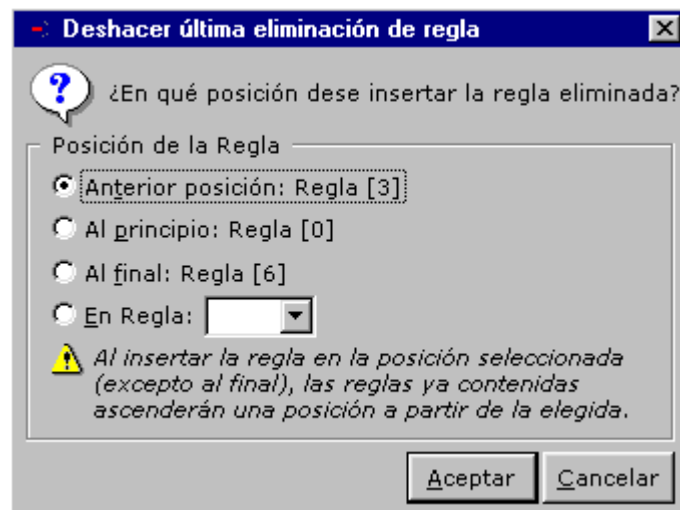 Deshacer última eliminación de regla
¿En qué posición dese insertar la regla eliminada?
Posición de la Regla
Anterior posición: Regla [3]
Al principio: Regla [0]
Al final: Regla [6]
En Regla:
Al insertar la regla en la posición seleccionada
(excepto al final), las reglas ya contenidas
ascenderán una posición a partir de la elegida.
Aceptar Cancelar